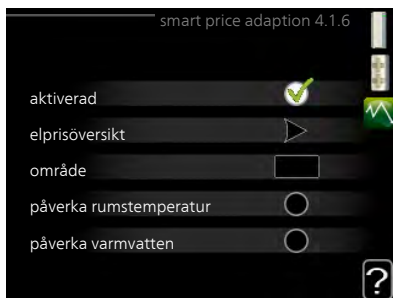 smart price adaption 4.1.6
aktiverad
elprisöversikt
område
påverka rumstemperatur
påverka varmvatten
?